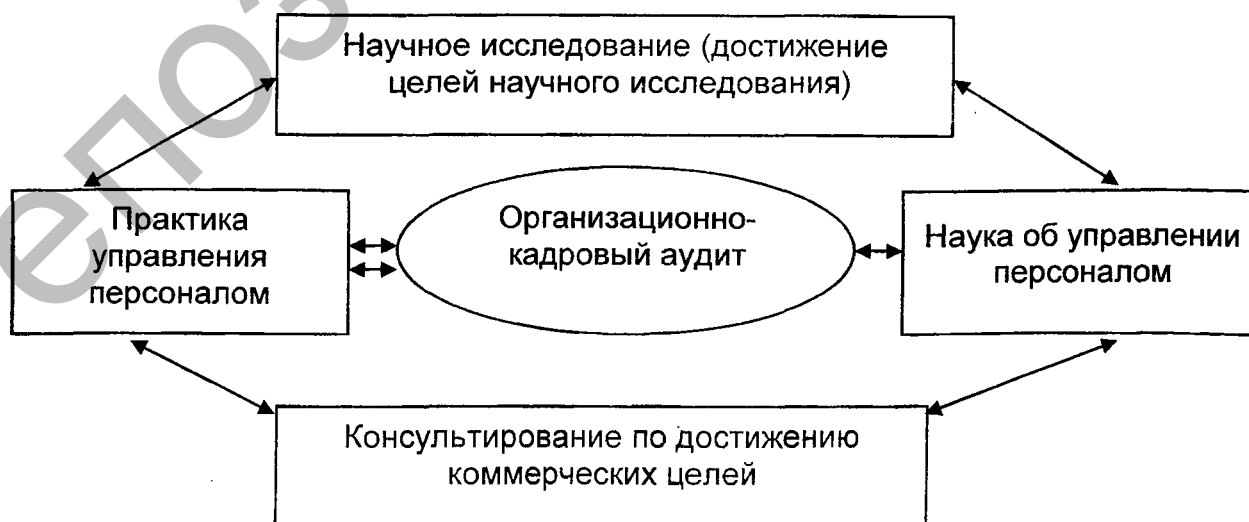 Научное исследование (достижение
целей научного исследования)
Практика
управления
персоналом
Организационно-
кадровый аудит
Наука об управлении
персоналом
Консультирование по достижению
коммерческих целей
епоз